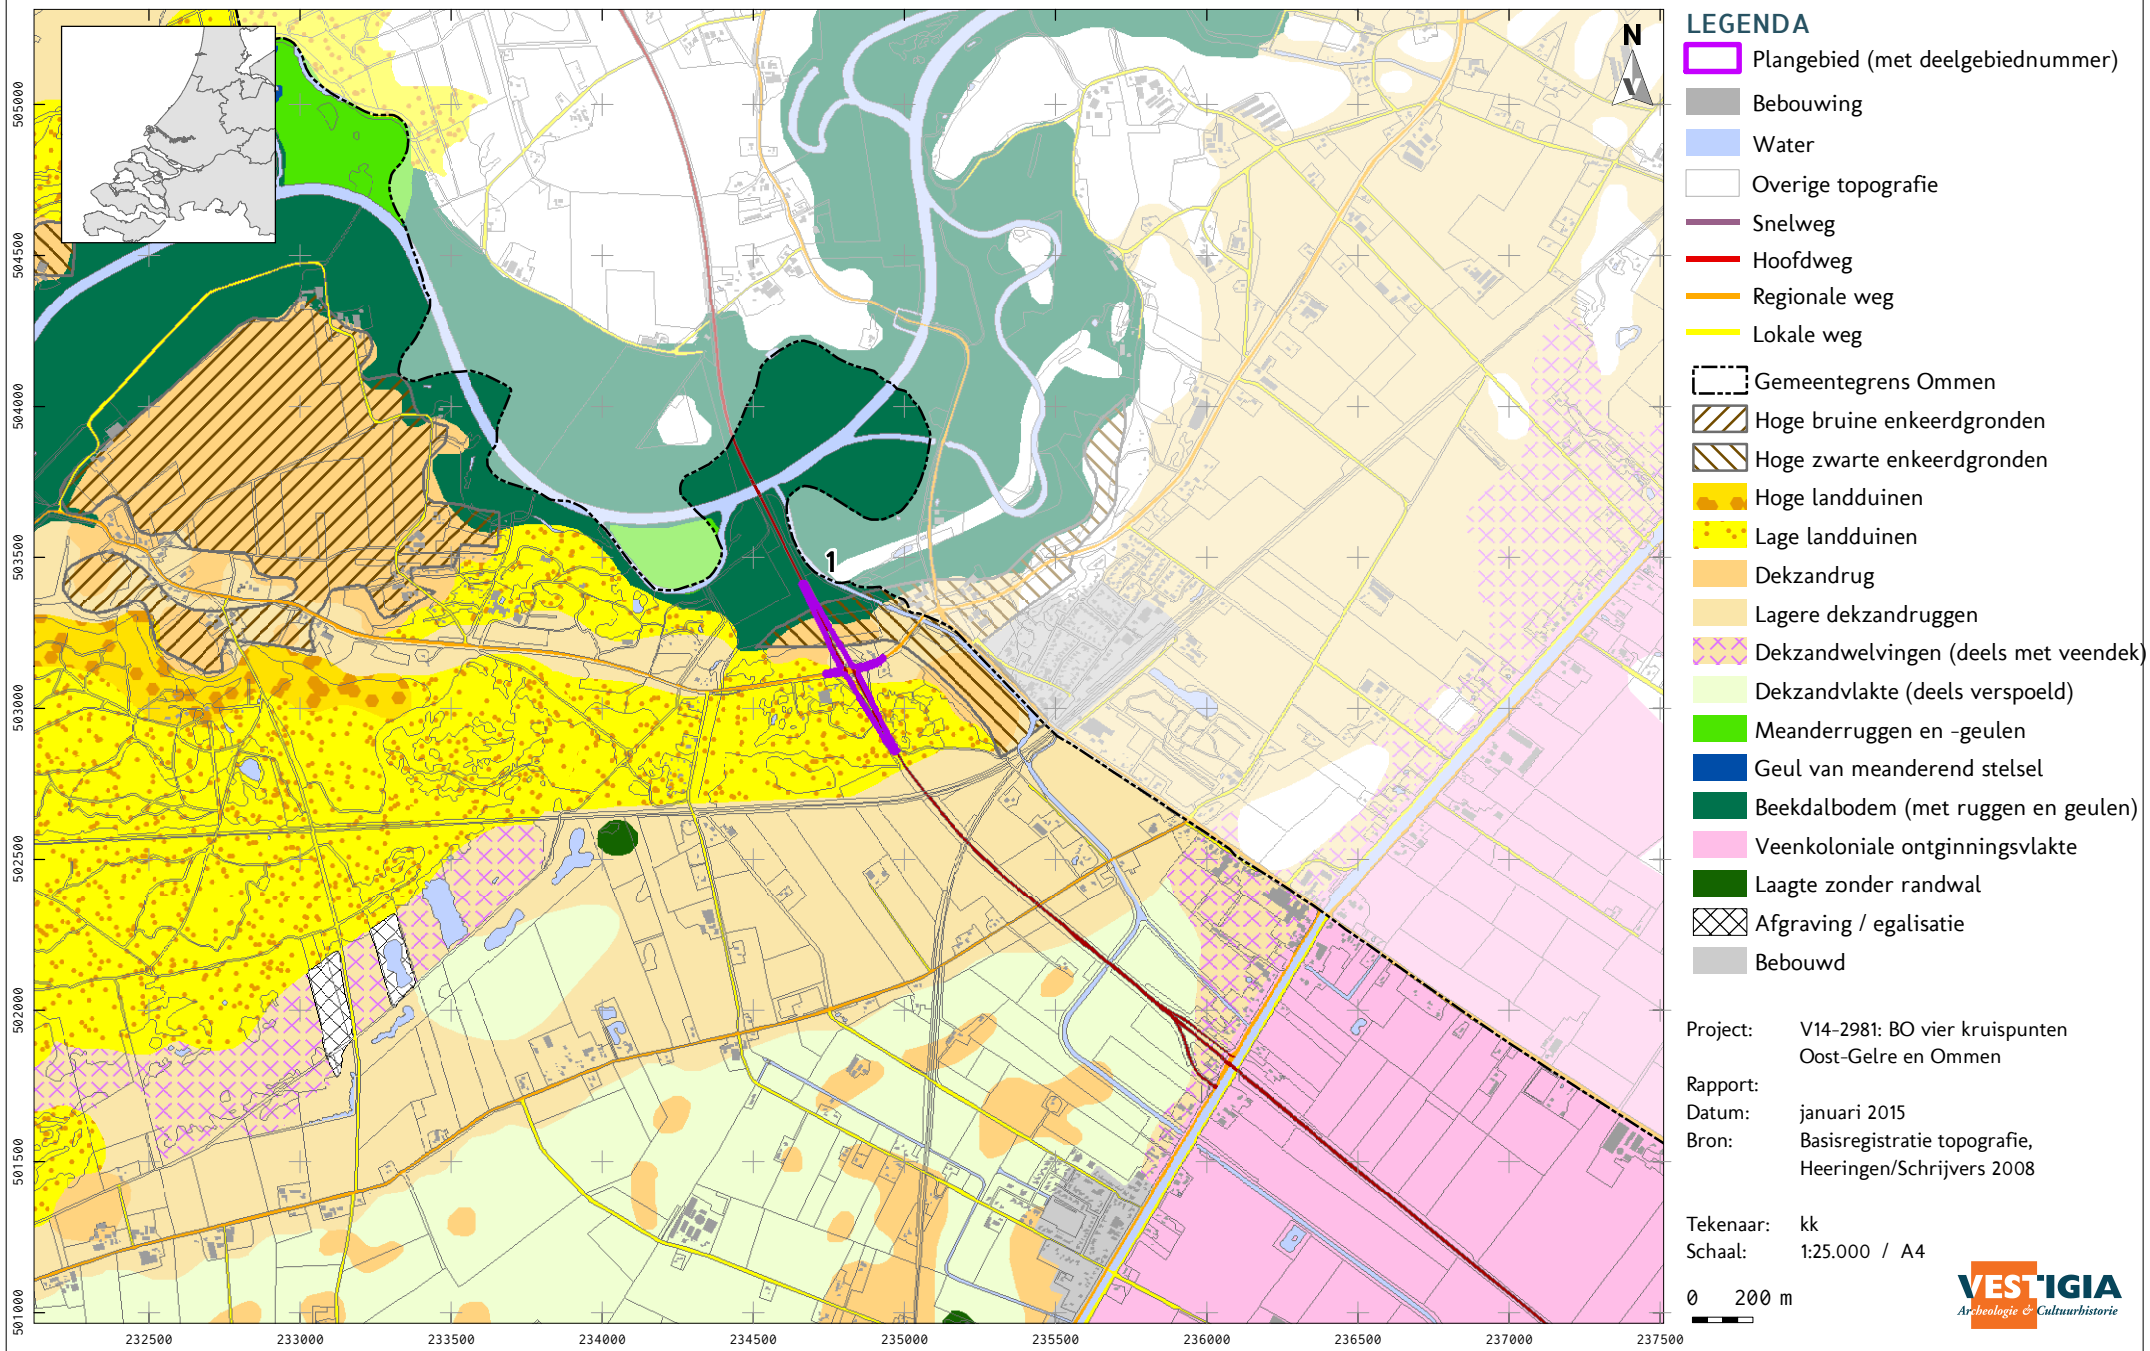 LEGENDA
Plangebied (met deelgebiednummer)
Bebouwing
Water
Overige topografie
Snelweg
Hoofdweg
Regionale weg
Lokale weg
Gemeentegrens Ommen
Hoge bruine enkeerdgronden
Hoge zwarte enkeerdgronden
Hoge landduinen
Lage landduinen
Dekzandrug
Lagere dekzandruggen
Dekzandwelvingen (deels met veendek)
Dekzandvlakte (deels verspoeld)
Meanderruggen en -geulen
Geul van meanderend stelsel
Beekdalbodem (met ruggen en geulen)
Veenkoloniale ontginningsvlakte
Laagte zonder randwal
Afgraving / egalisatie
Bebouwd
Project: V14-2981: BO vier kruispunten
Oost-Gelre en Ommen
Rapport:
Datum: januari 2015
Bron: Basisregistratie topografie,
Heeringen/Schrijvers 2008
Tekenaar: kk
Schaal: 1:25.000 / A4
0 200 m
VESTIGIA
Archeologie & Cultuurhistorie
N
1
505000
504500
504000
503500
503000
502500
502000
501500
501000
232500 233000 233500 234000 234500 235000 235500 236000 236500 237000 237500